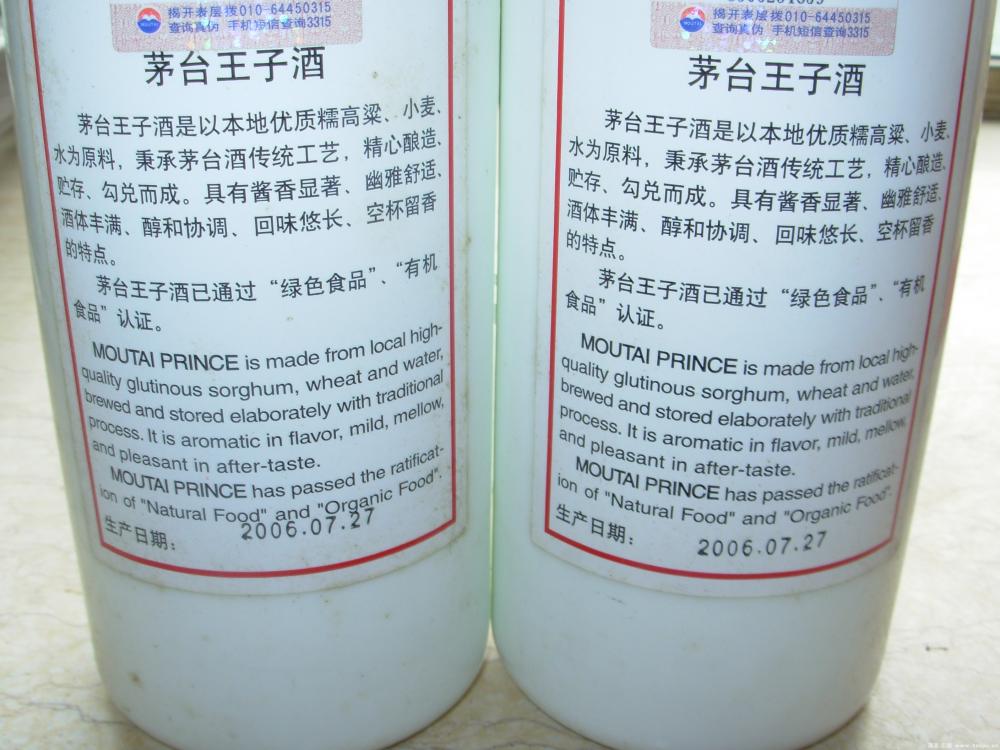 揭开表层拨010-64450315
查询真伪 手机短信查询3315
MOUTAI
茅台王子酒
茅台王子酒是以本地优质糯高粱、小麦、
水为原料，秉承茅台酒传统工艺，精心酿造、
贮存、勾兑而成。具有酱香显著、幽雅舒适、
酒体丰满、醇和协调、回味悠长、空杯留香
的特点。
茅台王子酒已通过“绿色食品”、“有机
食品”认证。
MOUTAI PRINCE is made from local high-
quality glutinous sorghum, wheat and water,
brewed and stored elaborately with traditional
process. It is aromatic in flavor, mild, mellow,
and pleasant in after-taste.
MOUTAI PRINCE has passed the ratificat-
ion of "Natural Food" and "Organic Food".
生产日期： 2006.07.27
揭开表层拨010-64450315
查询真伪 手机短信查询3315
MOUTAI
茅台王子酒
茅台王子酒是以本地优质糯高粱、小麦、
水为原料，秉承茅台酒传统工艺，精心酿造、
贮存、勾兑而成。具有酱香显著、幽雅舒适、
酒体丰满、醇和协调、回味悠长、空杯留香
的特点。
茅台王子酒已通过“绿色食品”、“有机
食品”认证。
MOUTAI PRINCE is made from local high-
quality glutinous sorghum, wheat and water,
brewed and stored elaborately with traditional
process. It is aromatic in flavor, mild, mellow,
and pleasant in after-taste.
MOUTAI PRINCE has passed the ratificat-
ion of "Natural Food" and "Organic Food".
生产日期： 2006.07.27